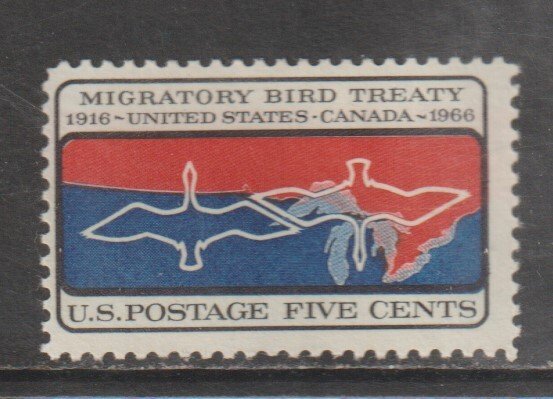 MIGRATORY BIRD TREATY
1916~UNITED STATES·CANADA~1966
U.S. POSTAGE FIVE CENTS